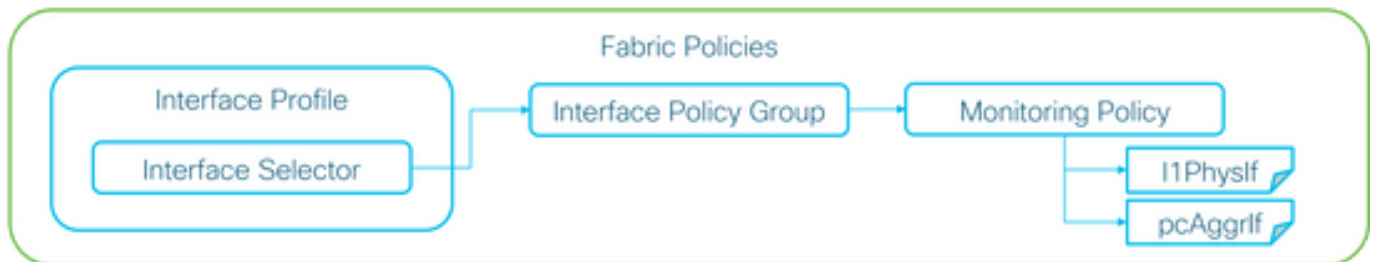 Fabric Policies
Interface Profile
Interface Selector
Interface Policy Group
Monitoring Policy
l1PhysIf
pcAggrIf